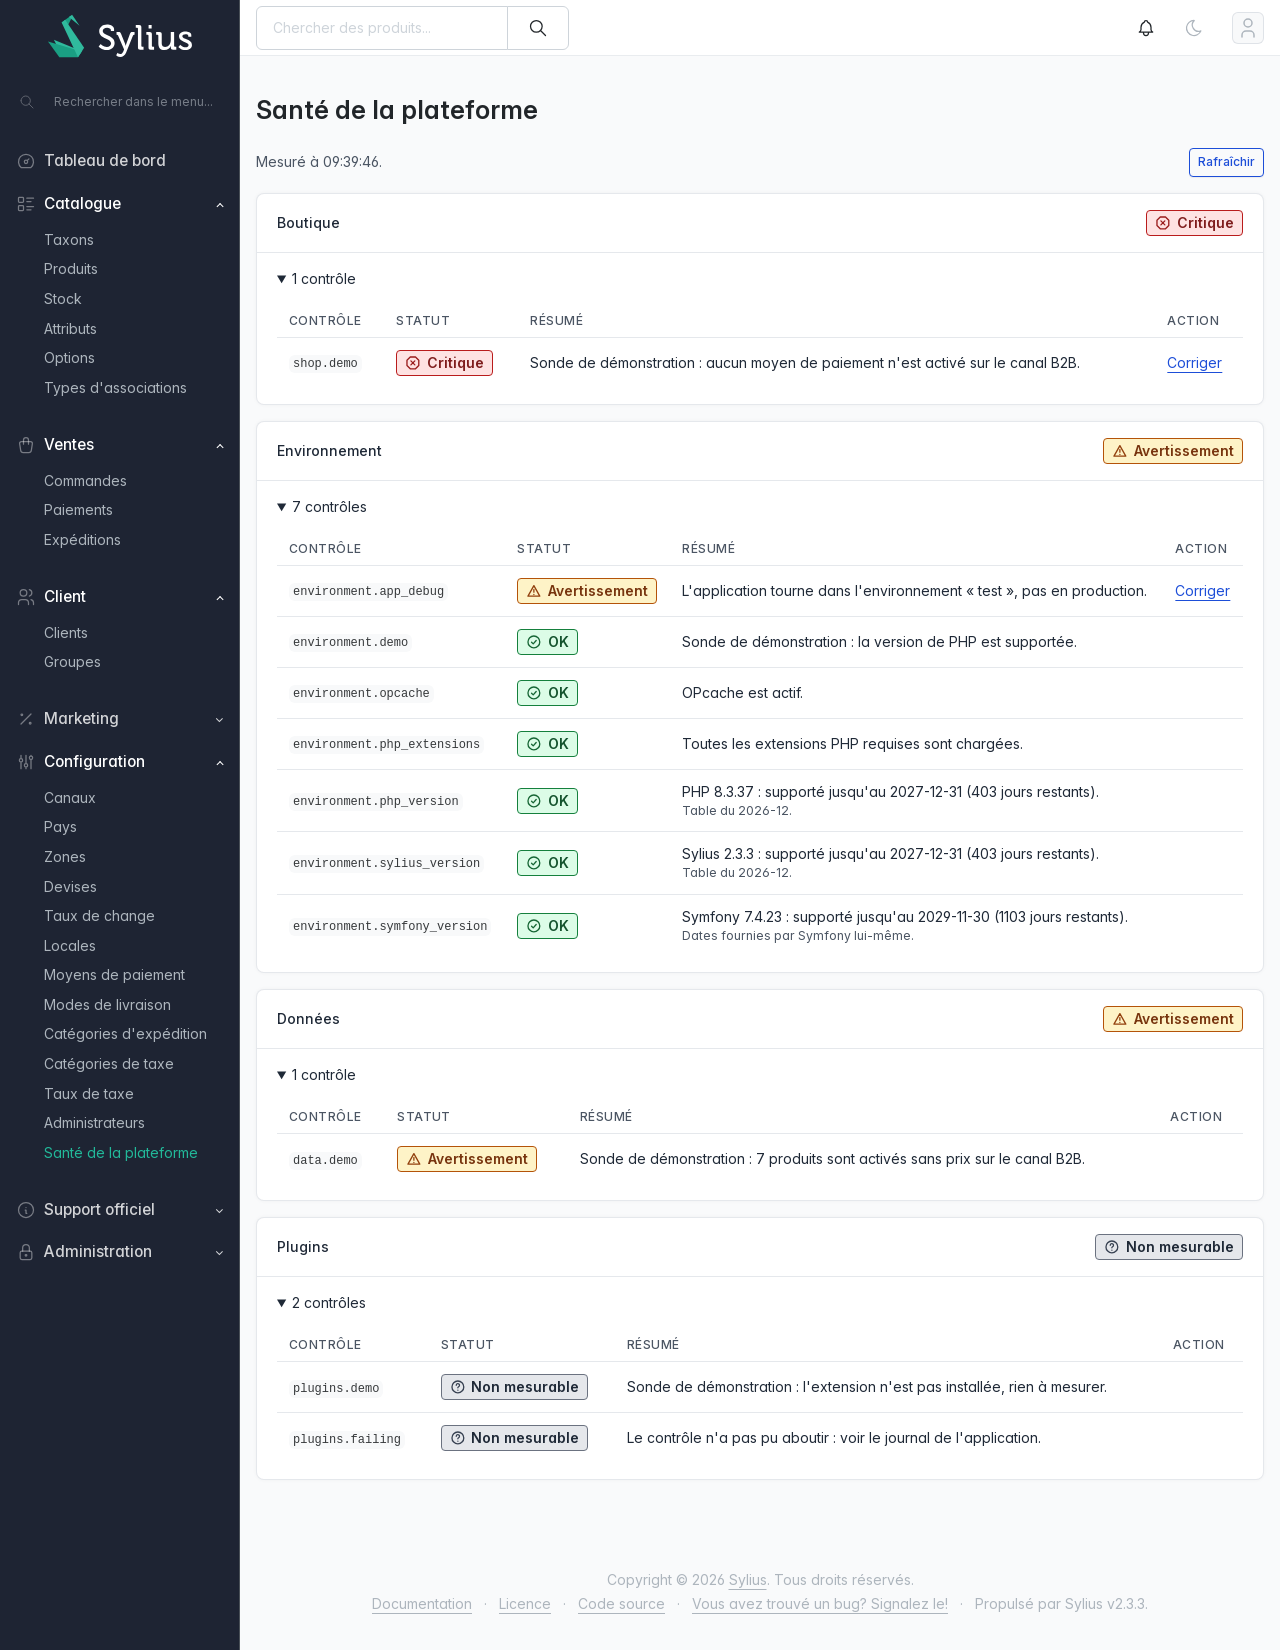 Sylius
Chercher des produits...
Rechercher dans le menu...
Tableau de bord
Catalogue
Taxons
Produits
Stock
Attributs
Options
Types d'associations
Ventes
Commandes
Paiements
Expéditions
Client
Clients
Groupes
Marketing
Configuration
Canaux
Pays
Zones
Devises
Taux de change
Locales
Moyens de paiement
Modes de livraison
Catégories d'expédition
Catégories de taxe
Taux de taxe
Administrateurs
Santé de la plateforme
Support officiel
Administration
Santé de la plateforme
Mesuré à 09:39:46.
Rafraîchir
Boutique
Critique
1 contrôle
CONTRÔLE STATUT RÉSUMÉ ACTION
shop.demo Critique Sonde de démonstration : aucun moyen de paiement n'est activé sur le canal B2B. Corriger
Environnement
Avertissement
7 contrôles
CONTRÔLE STATUT RÉSUMÉ ACTION
environment.app_debug Avertissement L'application tourne dans l'environnement « test », pas en production. Corriger
environment.demo OK Sonde de démonstration : la version de PHP est supportée.
environment.opcache OK OPcache est actif.
environment.php_extensions OK Toutes les extensions PHP requises sont chargées.
environment.php_version OK PHP 8.3.37 : supporté jusqu'au 2027-12-31 (403 jours restants).
Table du 2026-12.
environment.sylius_version OK Sylius 2.3.3 : supporté jusqu'au 2027-12-31 (403 jours restants).
Table du 2026-12.
environment.symfony_version OK Symfony 7.4.23 : supporté jusqu'au 2029-11-30 (1103 jours restants).
Dates fournies par Symfony lui-même.
Données
Avertissement
1 contrôle
CONTRÔLE STATUT RÉSUMÉ ACTION
data.demo Avertissement Sonde de démonstration : 7 produits sont activés sans prix sur le canal B2B.
Plugins
Non mesurable
2 contrôles
CONTRÔLE STATUT RÉSUMÉ ACTION
plugins.demo Non mesurable Sonde de démonstration : l'extension n'est pas installée, rien à mesurer.
plugins.failing Non mesurable Le contrôle n'a pas pu aboutir : voir le journal de l'application.
Copyright © 2026 Sylius. Tous droits réservés.
Documentation · Licence · Code source · Vous avez trouvé un bug? Signalez le! · Propulsé par Sylius v2.3.3.